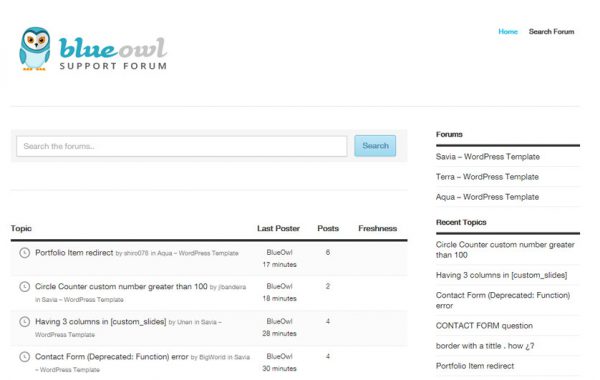 blueowl
SUPPORT FORUM
Home Search Forum
Search the forums..
Search
Topic Last Poster Posts Freshness
Portfolio Item redirect by shiro076 in Aqua – WordPress Template BlueOwl 6
17 minutes
Circle Counter custom number greater than 100 by jlbandeira BlueOwl 2
in Savia – WordPress Template 18 minutes
Having 3 columns in [custom_slides] by Unen in Savia – BlueOwl 4
WordPress Template 28 minutes
Contact Form (Deprecated: Function) error by BigWorld in Savia BlueOwl 4
– WordPress Template 30 minutes
Forums
Savia – WordPress Template
Terra – WordPress Template
Aqua – WordPress Template
Recent Topics
Circle Counter custom number greater
than 100
Having 3 columns in [custom_slides]
Contact Form (Deprecated: Function)
error
CONTACT FORM question
border with a tittle . how ¿?
Portfolio Item redirect